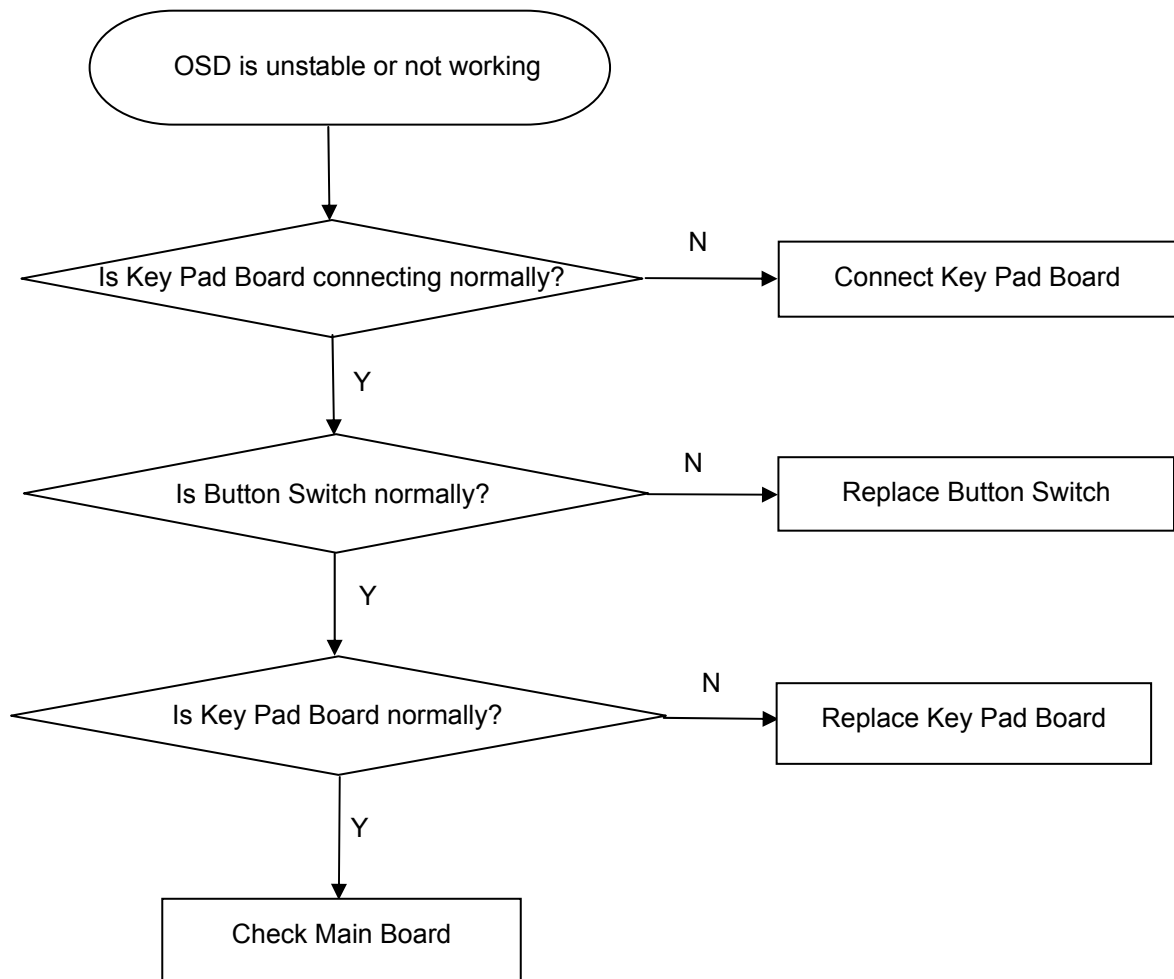 OSD is unstable or not working
Is Key Pad Board connecting normally?
N
Connect Key Pad Board
Y
Is Button Switch normally?
N
Replace Button Switch
Y
Is Key Pad Board normally?
N
Replace Key Pad Board
Y
Check Main Board